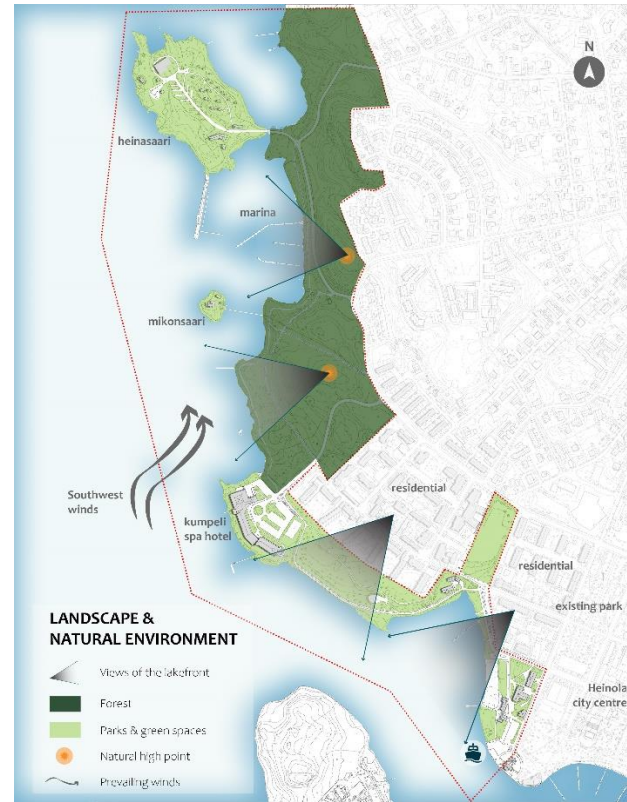 N
heinasaari
marina
mikonsaari
Southwest
winds
kumpeli
spa hotel
residential
residential
existing park
Heinola
city centre
LANDSCAPE &
NATURAL ENVIRONMENT
Views of the lakefront
Forest
Parks & green spaces
Natural high point
Prevailing winds